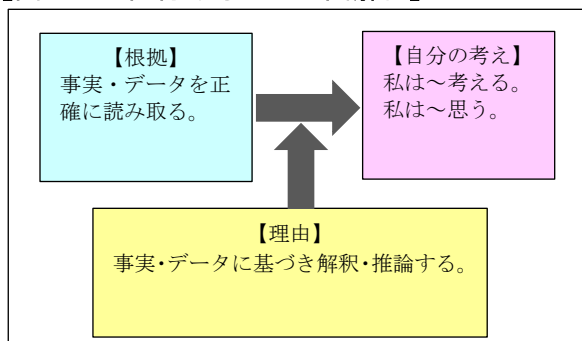 【根拠】
事実・データを正
確に読み取る。
【自分の考え】
私は～考える。
私は～思う。
【理由】
事実・データに基づき解釈・推論する。